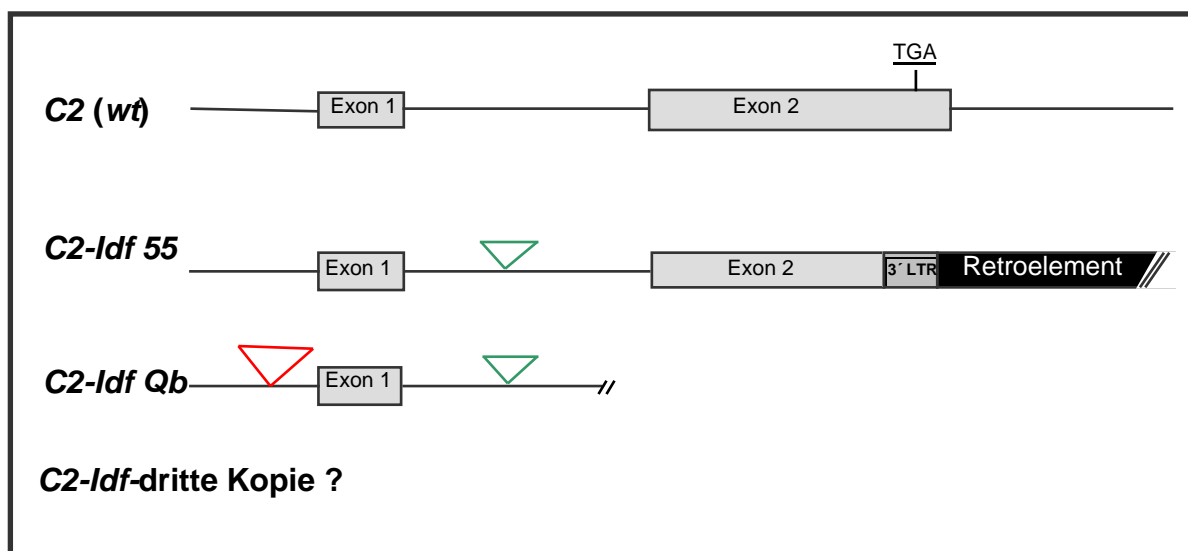 TGA
C2 (wt) Exon 1 Exon 2
C2-Idf 55 Exon 1 Exon 2 3´ LTR Retroelement
C2-Idf Qb Exon 1
C2-Idf-dritte Kopie ?